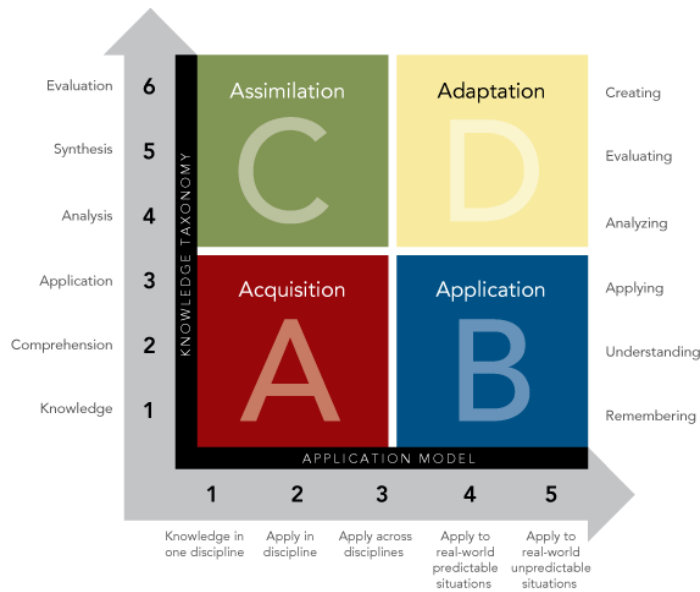 Evaluation 6
Synthesis 5
Analysis 4
Application 3
Comprehension 2
Knowledge 1
KNOWLEDGE TAXONOMY
Assimilation
C
Adaptation
D
Acquisition
A
Application
B
Creating
Evaluating
Analyzing
Applying
Understanding
Remembering
APPLICATION MODEL
1 2 3 4 5
Knowledge in
one discipline
Apply in
discipline
Apply across
disciplines
Apply to
real-world
predictable
situations
Apply to
real-world
unpredictable
situations